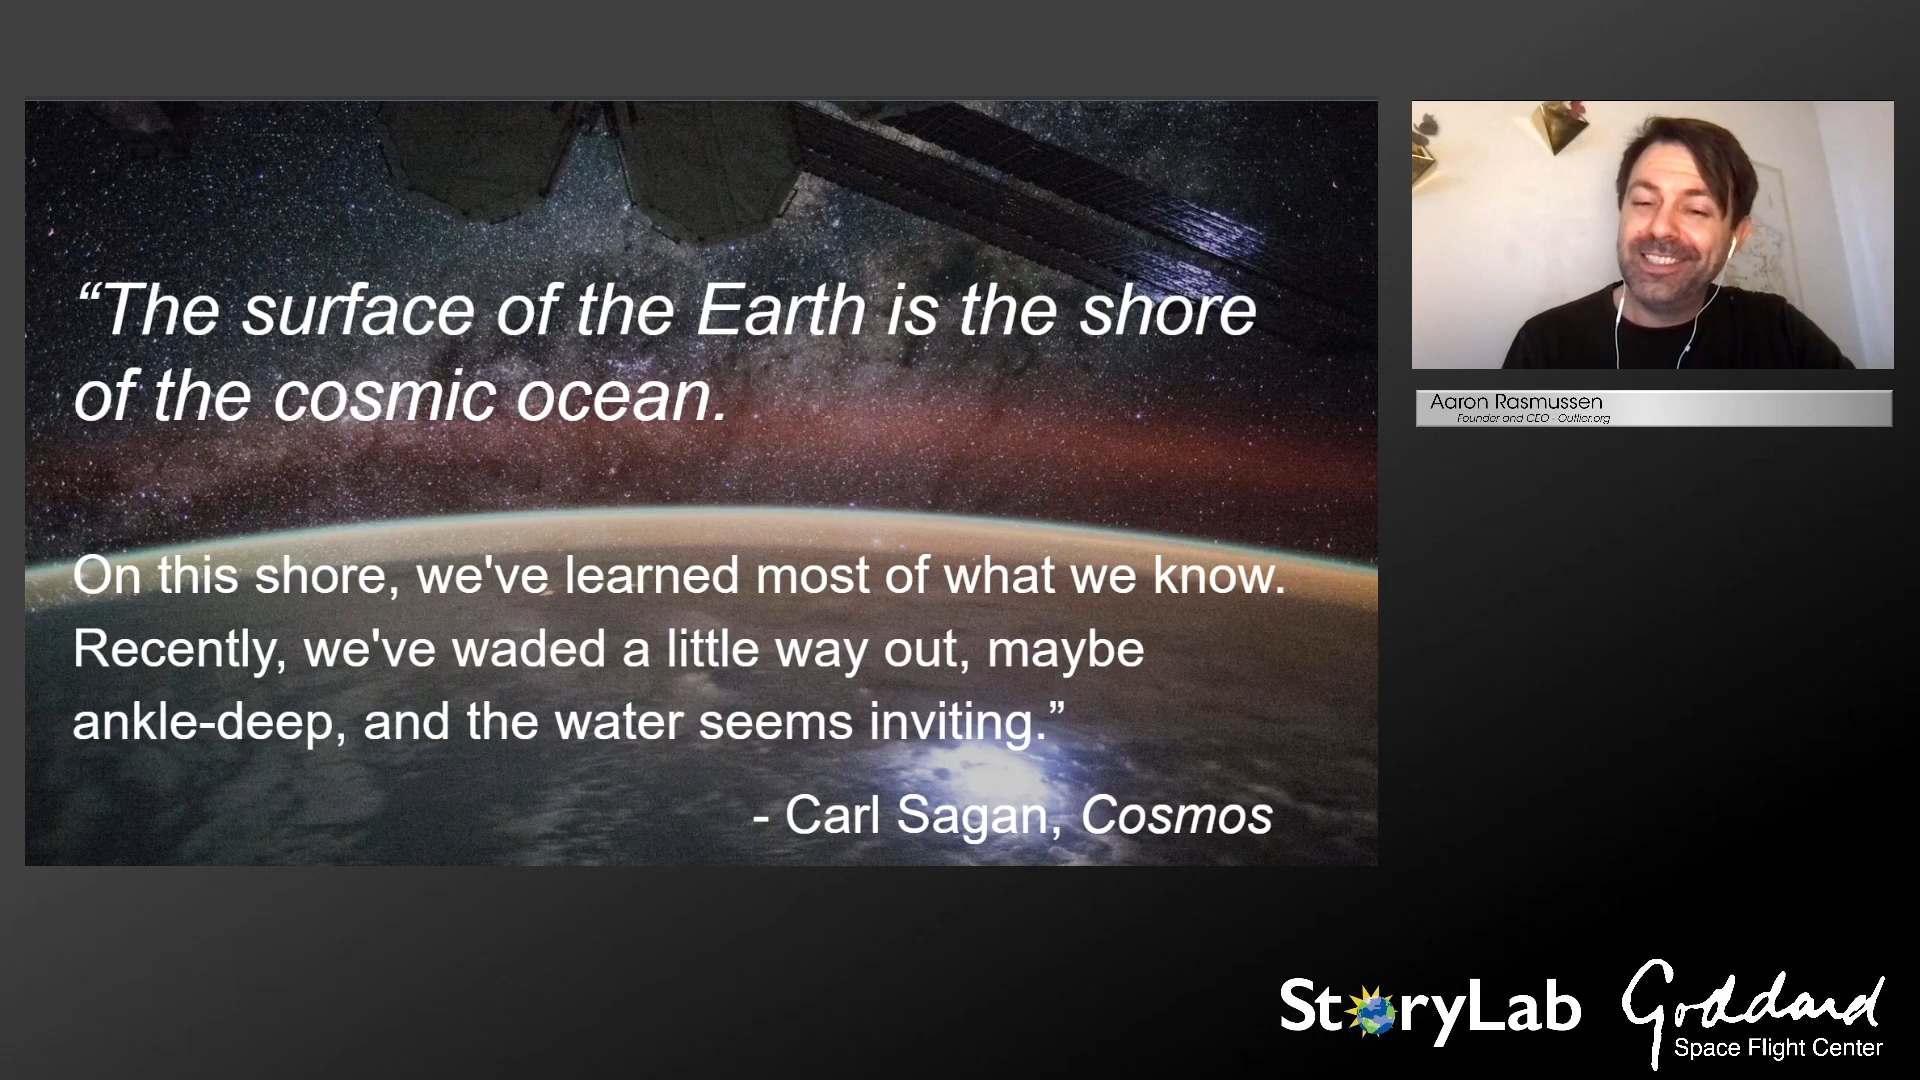 “The surface of the Earth is the shore
of the cosmic ocean.
On this shore, we've learned most of what we know.
Recently, we've waded a little way out, maybe
ankle-deep, and the water seems inviting.”
- Carl Sagan, Cosmos
Aaron Rasmussen
Founder and CEO - Outlier.org
StoryLab
Goddard
Space Flight Center